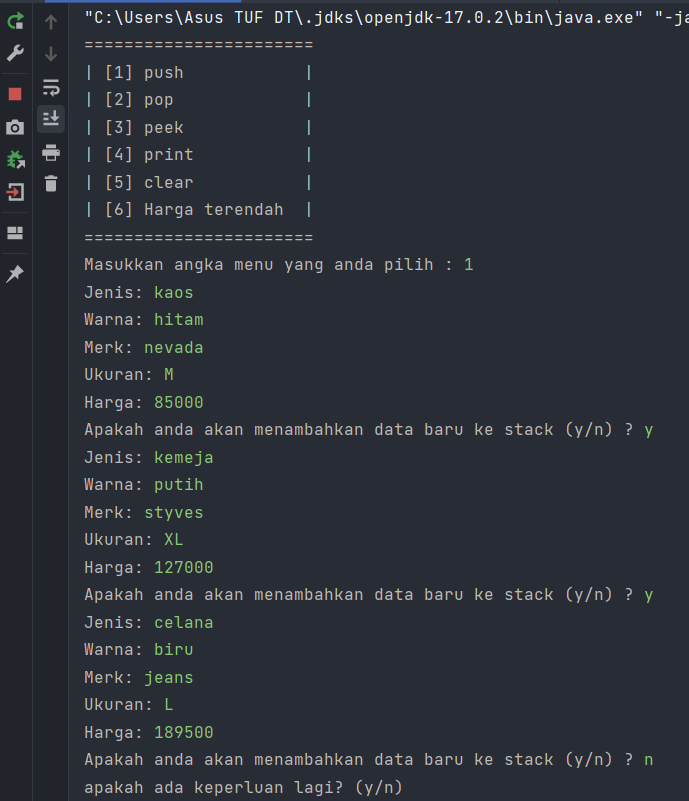 "C:\Users\Asus TUF DT\.jdks\openjdk-17.0.2\bin\java.exe" "-ja
=======================
| [1] push            |
| [2] pop             |
| [3] peek            |
| [4] print           |
| [5] clear           |
| [6] Harga terendah  |
=======================
Masukkan angka menu yang anda pilih : 1
Jenis: kaos
Warna: hitam
Merk: nevada
Ukuran: M
Harga: 85000
Apakah anda akan menambahkan data baru ke stack (y/n) ? y
Jenis: kemeja
Warna: putih
Merk: styves
Ukuran: XL
Harga: 127000
Apakah anda akan menambahkan data baru ke stack (y/n) ? y
Jenis: celana
Warna: biru
Merk: jeans
Ukuran: L
Harga: 189500
Apakah anda akan menambahkan data baru ke stack (y/n) ? n
apakah ada keperluan lagi? (y/n)